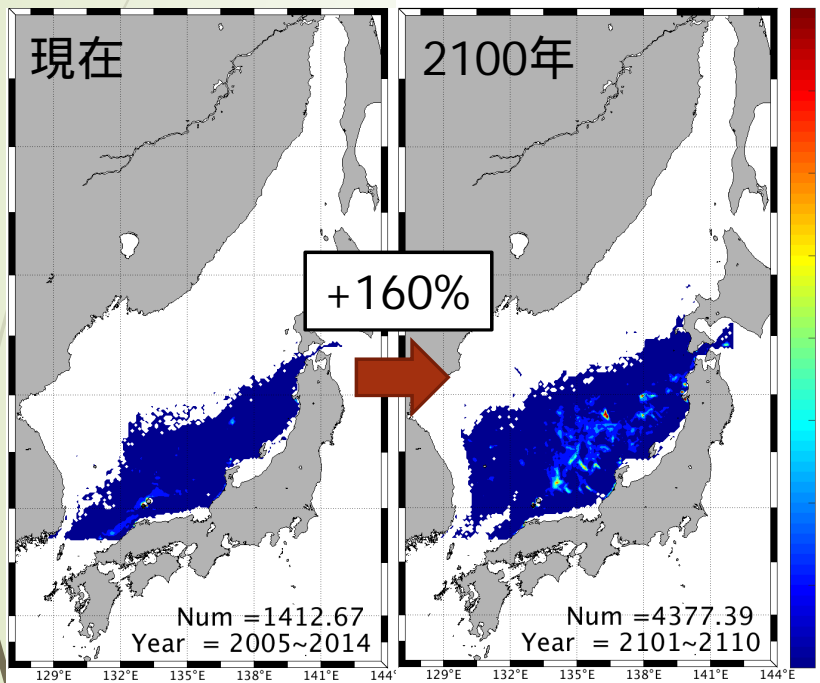 現在
2100年
+160%
Num =1412.67
Year = 2005~2014
Num =4377.39
Year = 2101~2110
129°E 132°E 135°E 138°E 141°E 144°
129°E 132°E 135°E 138°E 141°E 144°E